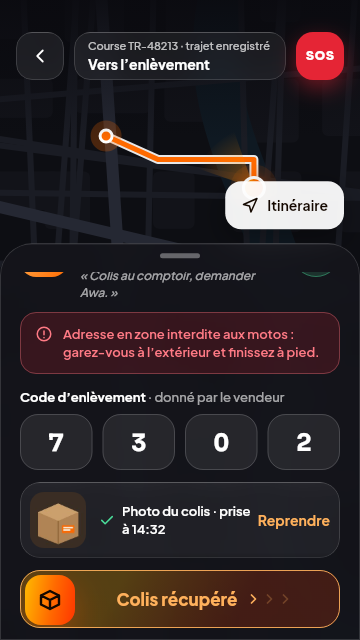 Course TR-48213 · trajet enregistré
Vers l’enlèvement
SOS
Itinéraire
« Colis au comptoir, demander
Awa. »
Adresse en zone interdite aux motos :
garez-vous à l’extérieur et finissez à pied.
Code d’enlèvement · donné par le vendeur
7 3 0 2
Photo du colis · prise
à 14:32
Reprendre
Colis récupéré